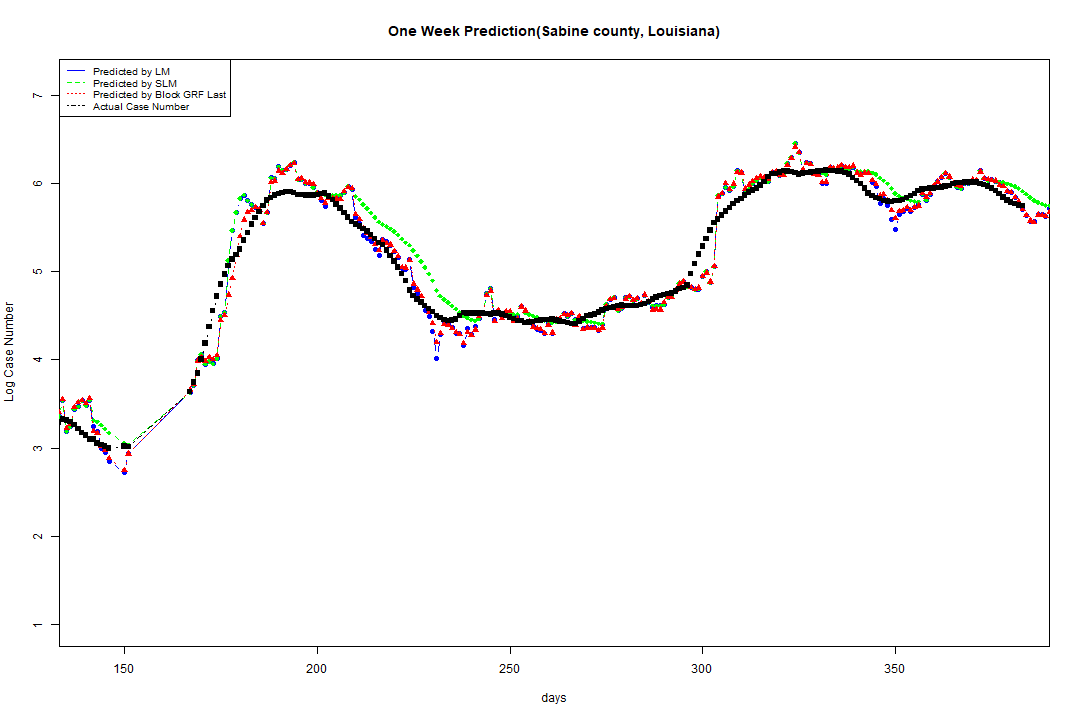 One Week Prediction(Sabine county, Louisiana)
Predicted by LM
Predicted by SLM
Predicted by Block GRF Last
Actual Case Number
Log Case Number
7
6
5
4
3
2
1
150 200 250 300 350
days